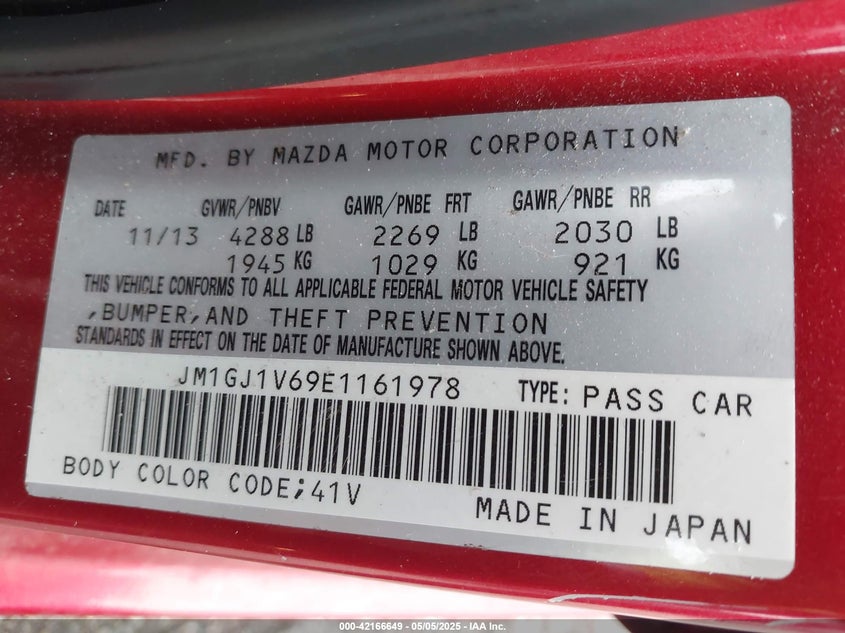 MFD. BY MAZDA MOTOR CORPORATION
DATE GVWR/PNBV GAWR/PNBE FRT GAWR/PNBE RR
11/13 4288 LB 2269 LB 2030 LB
1945 KG 1029 KG 921 KG
THIS VEHICLE CONFORMS TO ALL APPLICABLE FEDERAL MOTOR VEHICLE SAFETY
,BUMPER,AND THEFT PREVENTION
STANDARDS IN EFFECT ON THE DATE OF MANUFACTURE SHOWN ABOVE.
JM1GJ1V69E1161978 TYPE: PASS CAR
BODY COLOR CODE;41V
MADE IN JAPAN
000-42166649 - 05/05/2025 - IAA Inc.